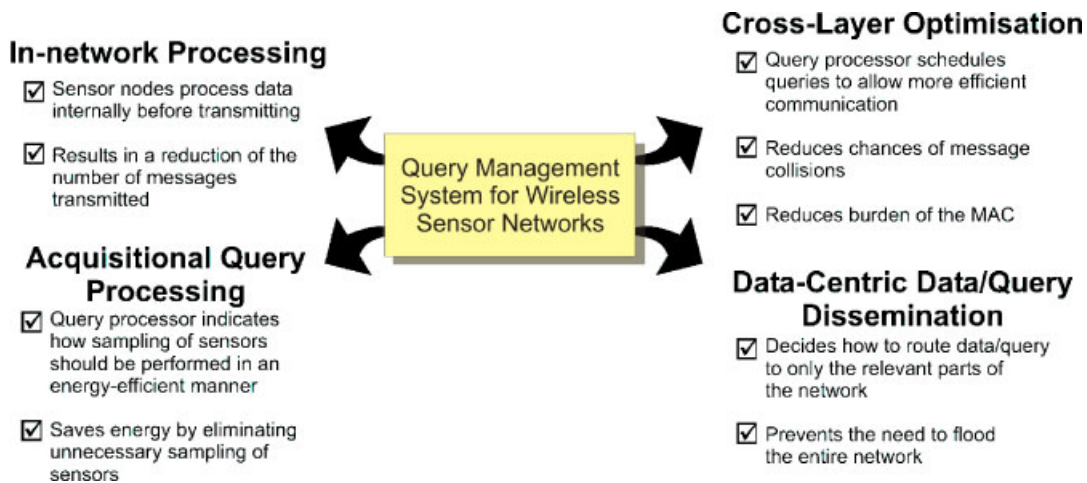 In-network Processing
Sensor nodes process data
internally before transmitting
Results in a reduction of the
number of messages
transmitted
Acquisitional Query
Processing
Query processor indicates
how sampling of sensors
should be performed in an
energy-efficient manner
Saves energy by eliminating
unnecessary sampling of
sensors
Query Management
System for Wireless
Sensor Networks
Cross-Layer Optimisation
Query processor schedules
queries to allow more efficient
communication
Reduces chances of message
collisions
Reduces burden of the MAC
Data-Centric Data/Query
Dissemination
Decides how to route data/query
to only the relevant parts of
the network
Prevents the need to flood
the entire network